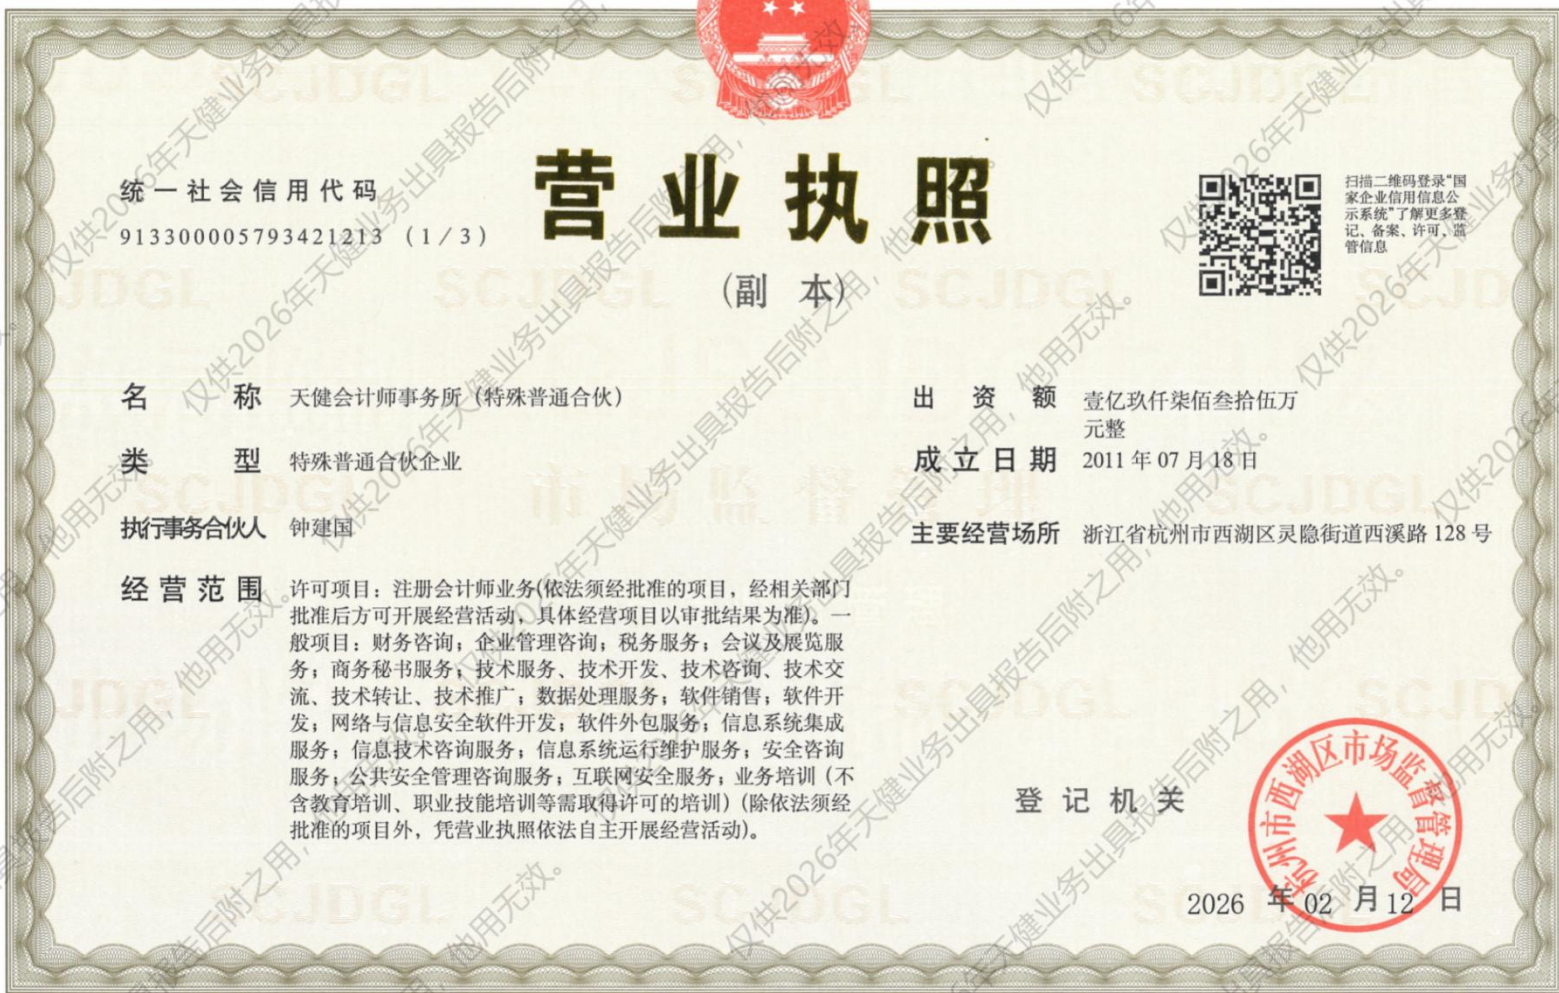 营业执照
（副 本）
统一社会信用代码
913300005793421213 (1/3)
扫描二维码登录“国
家企业信用信息公
示系统”了解更多登
记、备案、许可、监
管信息
名 称 天健会计师事务所（特殊普通合伙）
类 型 特殊普通合伙企业
执行事务合伙人 钟建国
经营范围 许可项目：注册会计师业务(依法须经批准的项目，经相关部门
批准后方可开展经营活动，具体经营项目以审批结果为准)。一
般项目：财务咨询；企业管理咨询；税务服务；会议及展览服
务；商务秘书服务；技术服务、技术开发、技术咨询、技术交
流、技术转让、技术推广；数据处理服务；软件销售；软件开
发；网络与信息安全软件开发；软件外包服务；信息系统集成
服务；信息技术咨询服务；信息系统运行维护服务；安全咨询
服务；公共安全管理咨询服务；互联网安全服务；业务培训（不
含教育培训、职业技能培训等需取得许可的培训）(除依法须经
批准的项目外，凭营业执照依法自主开展经营活动)。
出 资 额 壹亿玖仟柒佰叁拾伍万
元整
成立日期 2011年07月18日
主要经营场所 浙江省杭州市西湖区灵隐街道西溪路128号
登记机关
杭州市西湖区市场监督管理局
2026 年 02 月 12 日
仅供2026年天健业务出具报告后附之用，他用无效。
SCJDGL
市场监督管理